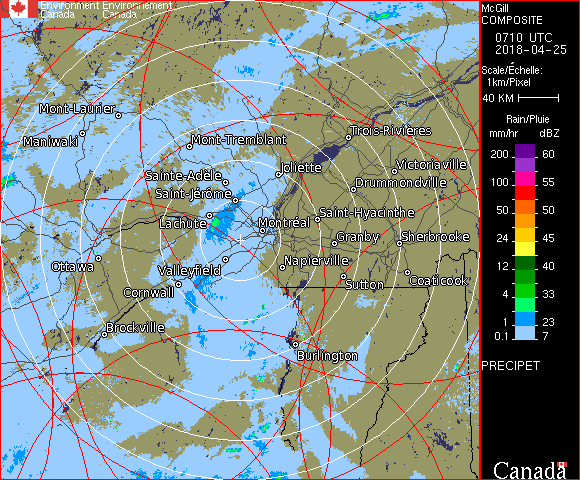 Environment Environnement
Canada Canada
McGill
COMPOSITE
0710 UTC
2018-04-25
Scale/Échelle:
1km/Pixel
40 KM
Rain/Pluie
mm/hr dBZ
200 60
100 55
50 50
24 45
12 40
4 33
1 23
0.1 7
PRECIPET
Canada
Mont-Laurier
Maniwaki
Mont-Tremblant
Trois-Rivières
Joliette
Victoriaville
Sainte-Adèle
Drummondville
Saint-Jérôme
Saint-Hyacinthe
Lachute
Montréal
Granby
Sherbrooke
Ottawa
Valleyfield
Napierville
Cornwall
Sutton
Coaticook
Brockville
Burlington